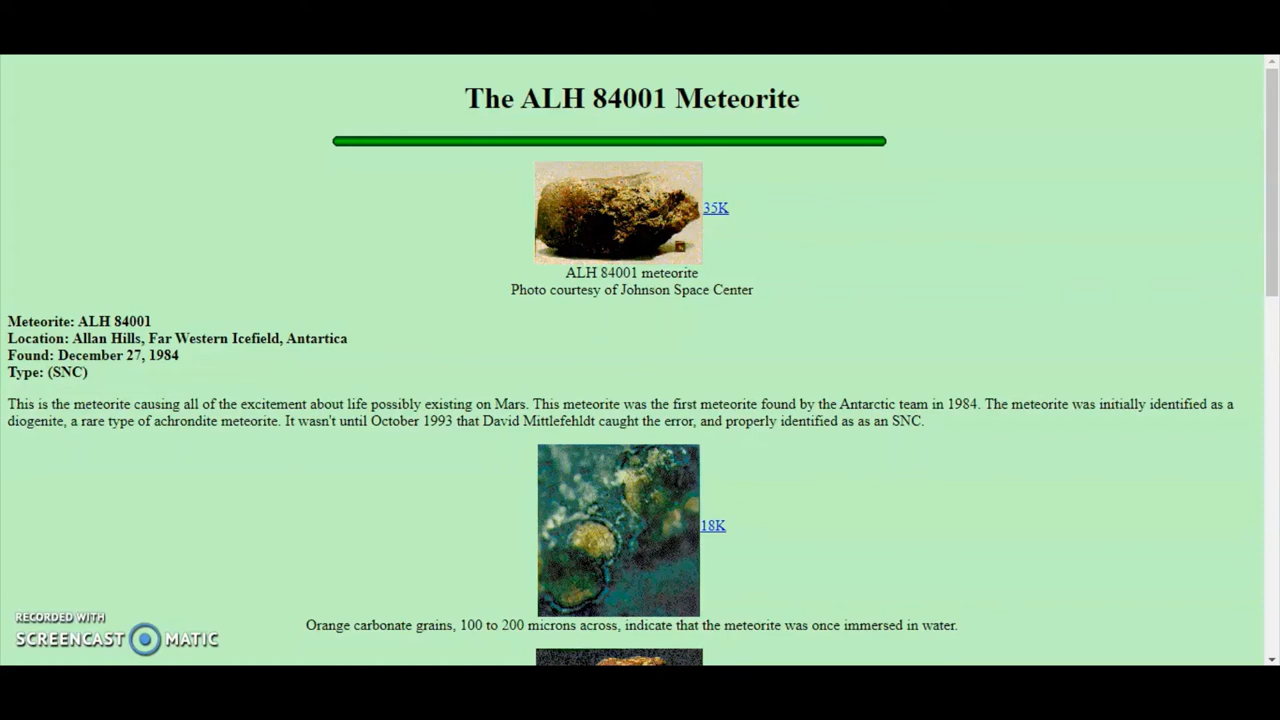 The ALH 84001 Meteorite
35K
ALH 84001 meteorite
Photo courtesy of Johnson Space Center
Meteorite: ALH 84001
Location: Allan Hills, Far Western Icefield, Antartica
Found: December 27, 1984
Type: (SNC)
This is the meteorite causing all of the excitement about life possibly existing on Mars. This meteorite was the first meteorite found by the Antarctic team in 1984. The meteorite was initially identified as a
diogenite, a rare type of achrondite meteorite. It wasn't until October 1993 that David Mittlefehldt caught the error, and properly identified as as an SNC.
18K
Orange carbonate grains, 100 to 200 microns across, indicate that the meteorite was once immersed in water.
RECORDED WITH
SCREENCAST MATIC